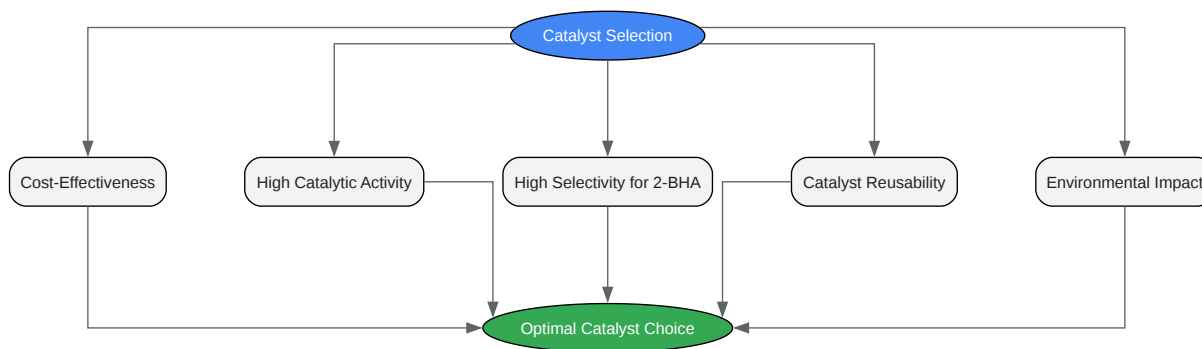 Catalyst Selection
Cost-Effectiveness
High Catalytic Activity
High Selectivity for 2-BHA
Catalyst Reusability
Environmental Impact
Optimal Catalyst Choice